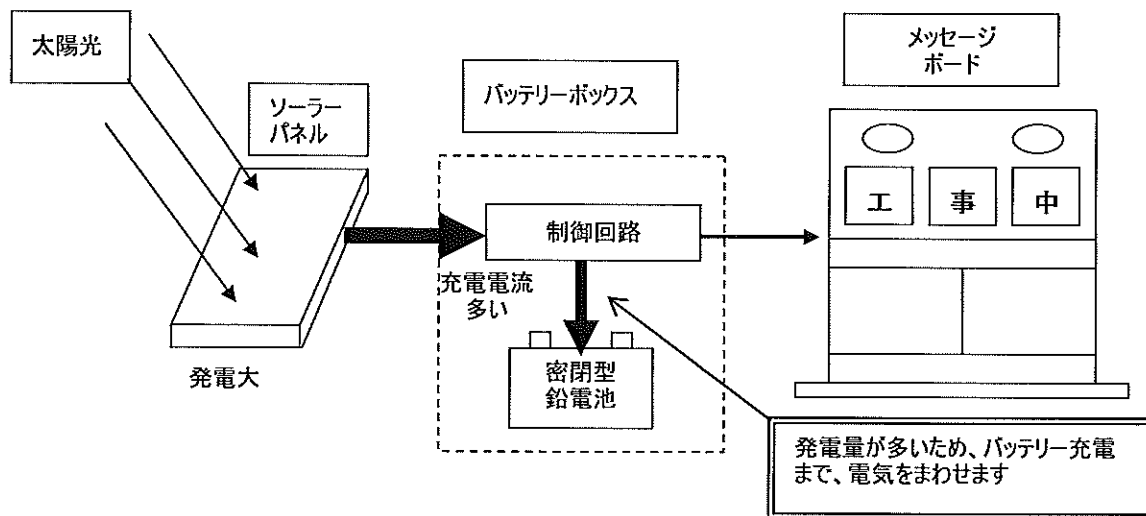 太陽光
ソーラー
パネル
発電大
バッテリーボックス
制御回路
充電電流
多い
密閉型
鉛電池
メッセージ
ボード
工 事 中
発電量が多いため、バッテリー充電
まで、電気をまわせます